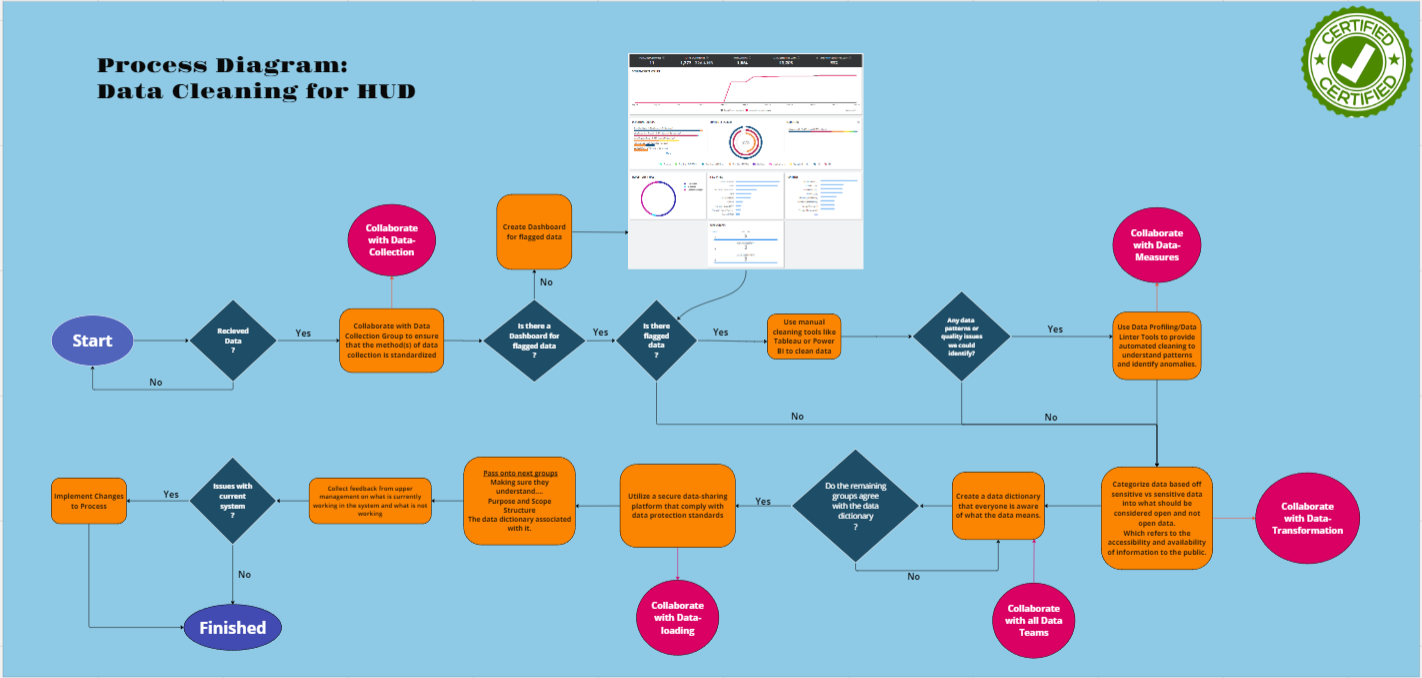 Process Diagram:
Data Cleaning for HUD
CERTIFIED
CERTIFIED
Collaborate
with Data-
Collection
Create Dashboard
for flagged data
Collaborate
with Data-
Measures
No
Start
Recieved
Data
?
Yes
No
Collaborate with Data
Collection Group to ensure
that the method(s) of data
collection is standardized
Is there a
Dashboard for
flagged data
?
Yes
Is there
flagged
data
?
Yes
Use manual
cleaning tools like
Tableau or Power
BI to clean data
Any data
patterns or
quality issues
we could
identify?
Yes
Use Data Profiling/Data
Linter Tools to provide
automated cleaning to
understand patterns
and identify anomalies.
No
No
Implement Changes
to Process
Yes
Issues with
current
system
?
Collect feedback from upper
management on what is currently
working in the system and what is not
working
Pass onto next groups
Making sure they
understand....
Purpose and Scope
Structure
The data dictionary associated
with it.
Utilize a secure data-sharing
platform that comply with
data protection standards
Yes
Do the remaining
groups agree
with the data
dictionary
?
Create a data dictionary
that everyone is aware
of what the data means.
Categorize data based off
sensitive vs sensitive data
into what should be
considered open and not
open data.
Which refers to the
accessibility and availability
of information to the public.
Collaborate
with Data-
Transformation
No
No
Finished
Collaborate
with Data-
loading
Collaborate
with all Data
Teams